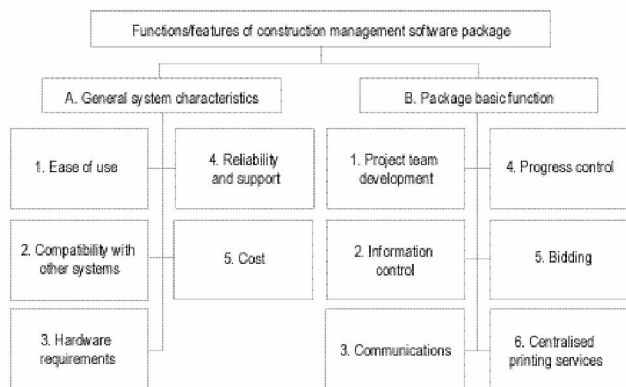 Functions/features of construction management software package
A. General system characteristics
B. Package basic function
1. Ease of use
4. Reliability
and support
2. Compatibility with
other systems
5. Cost
3. Hardware
requirements
1. Project team
development
4. Progress control
2. Information
control
5. Bidding
3. Communications
6. Centralised
printing services